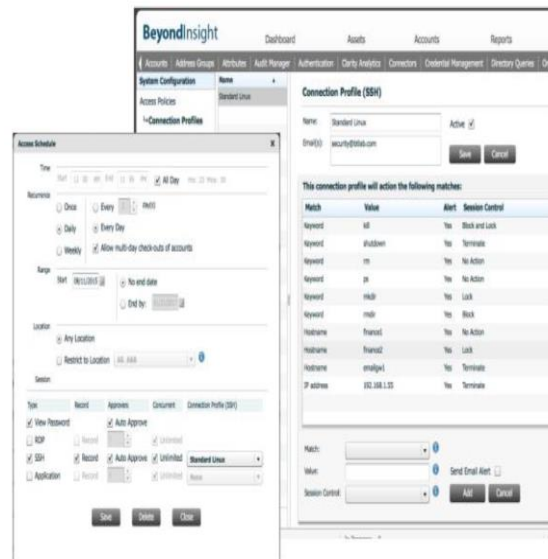 BeyondInsight
Dashboard Assets Accounts Reports
Accounts Address Groups Attributes Audit Manager Authentication Clarity Analytics Connectors Credential Management Directory Queries
System Configuration
Access Policies
Connection Profiles
Name
Standard Linux
Connection Profile (SSH)
Name: Standard Linux Active
Email(s): security@btlab.com
Save Cancel
This connection profile will action the following matches:
Match Value Alert Session Control
Keyword kill Yes Block and Lock
Keyword shutdown Yes Terminate
Keyword rm Yes No Action
Keyword ps Yes No Action
Keyword mkdir Yes Lock
Keyword rmdir Yes Block
Hostname finance1 Yes No Action
Hostname finance2 Yes Lock
Hostname emailgw1 Yes Terminate
IP address 192.168.1.55 Yes Terminate
Match:
Value: Send Email Alert
Session Control: Add Cancel
Access Schedule X
Time
Start End All Day
Recurrence
Once Every
Daily Every Day
Weekly Allow multi-day check-outs of accounts
Range
Start No end date
End by:
Location
Any Location
Restrict to Location
Session
Type Record Approvers Concurrent Connection Profile (SSH)
View Password Auto Approve
RDP Record Unlimited
SSH Record Auto Approve Unlimited Standard Linux
Application Record Unlimited None
Save Delete Close